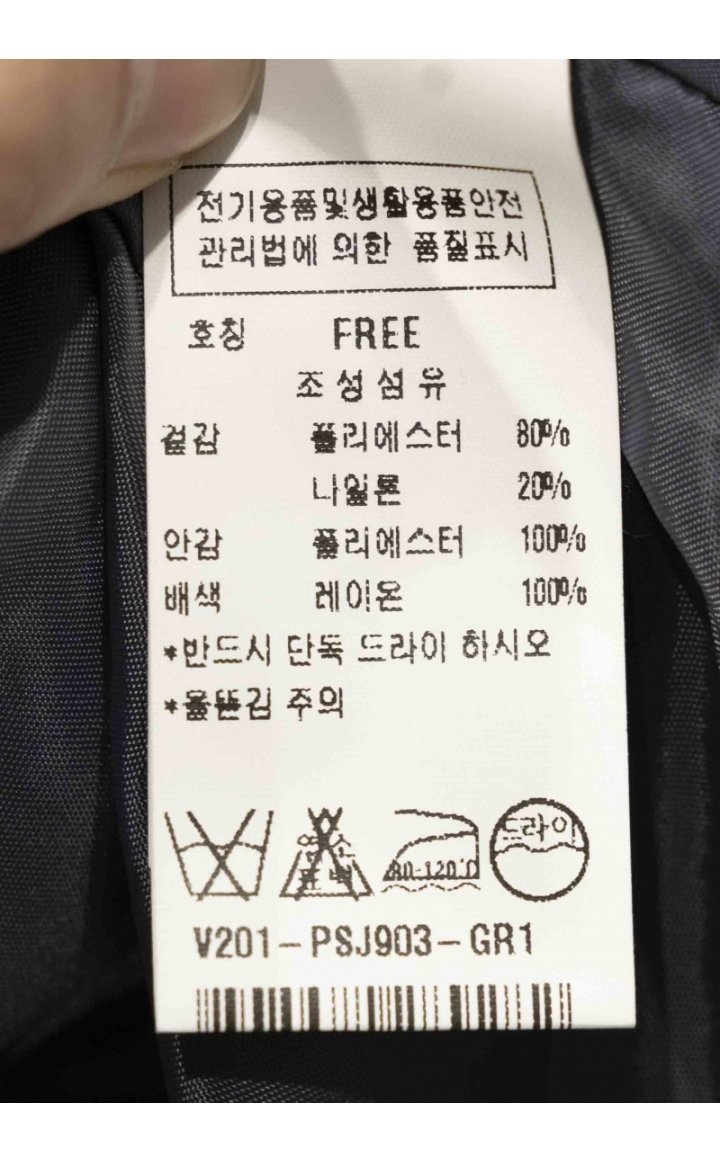 전기용품및생활용품안전
관리법에 의한 품질표시
호칭 FREE
조성섬유
겉감 폴리에스터 80%
나일론 20%
안감 폴리에스터 100%
배색 레이온 100%
*반드시 단독 드라이 하시오
*올뜯김 주의
염소
표백
80-120℃
드라이
V201-PSJ903-GR1